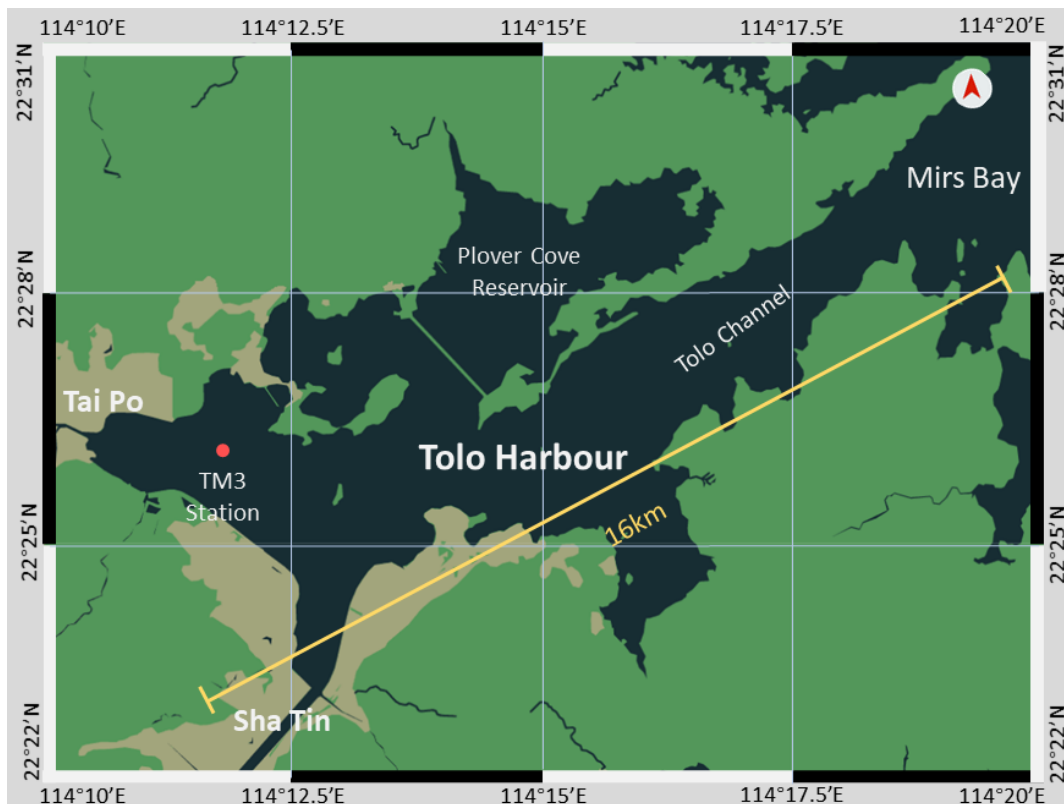 114°10'E 114°12.5'E 114°15'E 114°17.5'E 114°20'E
22°31'N
22°31'N
Mirs Bay
Plover Cove
Reservoir
22°28'N
22°28'N
Tolo Channel
Tai Po
Tolo Harbour
TM3
Station
16km
22°25'N
22°25'N
Sha Tin
22°22'N
22°22'N
114°10'E 114°12.5'E 114°15'E 114°17.5'E 114°20'E